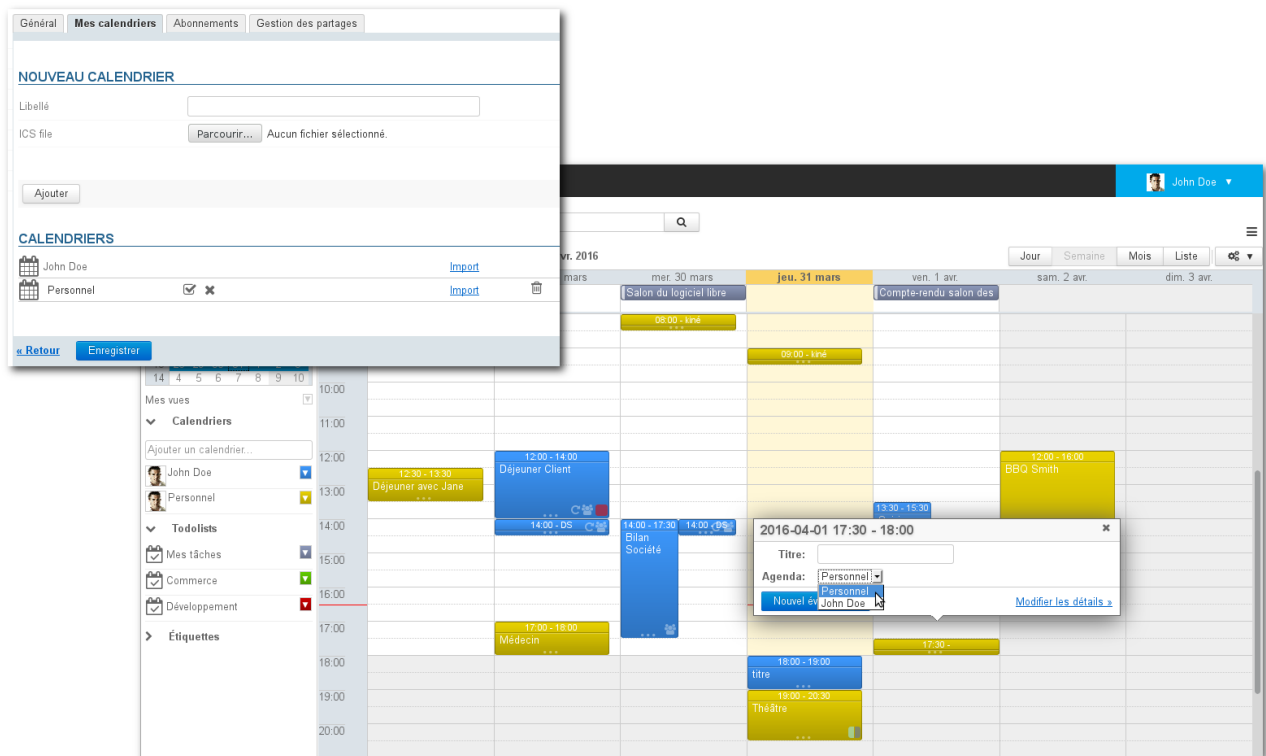 Général Mes calendriers Abonnements Gestion des partages
NOUVEAU CALENDRIER
Libellé
ICS file Parcourir... Aucun fichier sélectionné.
Ajouter
CALENDRIERS
John Doe Import
Personnel Import
« Retour Enregistrer
John Doe
vr. 2016 Jour Semaine Mois Liste
mars mer. 30 mars jeu. 31 mars ven. 1 avr. sam. 2 avr. dim. 3 avr.
Salon du logiciel libre Compte-rendu salon des
08:00 - kiné
09:00 - kiné
14 4 5 6 7 8 9 10
Mes vues
Calendriers
Ajouter un calendrier...
John Doe
Personnel
Todolists
Mes tâches
Commerce
Développement
Étiquettes
10:00
11:00
12:00
13:00
14:00
15:00
16:00
17:00
18:00
19:00
20:00
12:30 - 13:30
Déjeuner avec Jane
12:00 - 14:00
Déjeuner Client
14:00 - DS
17:00 - 18:00
Médecin
14:00 - 17:30
Bilan
Société
14:00 - DS
18:00 - 19:00
titre
19:00 - 20:30
Théâtre
13:30 - 15:30
17:30 -
12:00 - 16:00
BBQ Smith
2016-04-01 17:30 - 18:00
Titre:
Agenda: Personnel
Personnel
John Doe
Nouvel év
Modifier les détails »